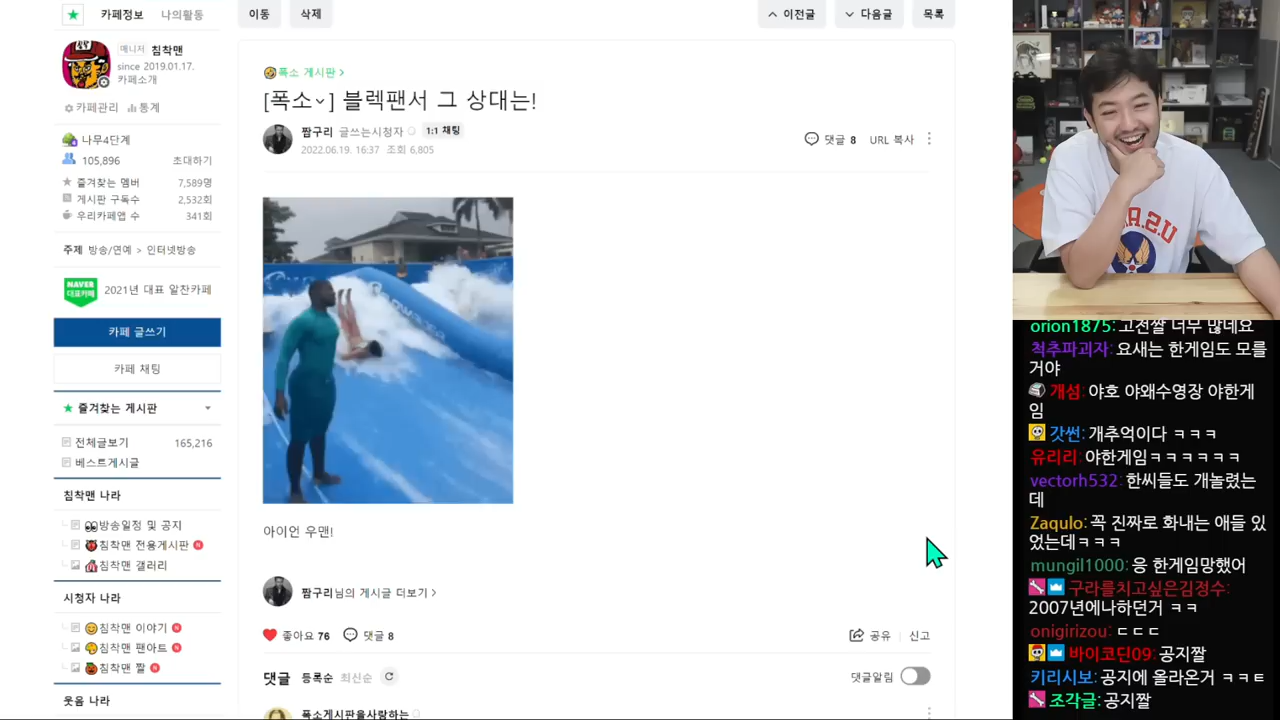 카페정보 나의활동
매니저 침착맨
since 2019.01.17.
카페소개
카페관리 통계
나무4단계
105,896 초대하기
즐겨찾는 멤버 7,589명
게시판 구독수 2,532회
우리카페앱 수 341회
주제 방송/연예 > 인터넷방송
NAVER
대표카페
2021년 대표 알찬카페
카페 글쓰기
카페 채팅
즐겨찾는 게시판
전체글보기 165,216
베스트게시글
침착맨 나라
방송일정 및 공지
침착맨 전용게시판 N
침착맨 갤러리
시청자 나라
침착맨 이야기 N
침착맨 팬아트 N
침착맨 짤 N
웃음 나라
이동 삭제 이전글 다음글 목록
폭소 게시판 >
[폭소] 블렉팬서 그 상대는!
짬구리 글쓰는시청자 1:1 채팅
2022.06.19. 16:37 조회 6,805
댓글 8 URL 복사
아이언 우맨!
짬구리님의 게시글 더보기 >
좋아요 76 댓글 8 공유 신고
댓글 등록순 최신순 댓글알림
폭소게시판을사랑하는
U.S.A.
orion1875: 고전짤 너무 많네요
척추파괴자: 요새는 한게임도 모를
거야
개섬: 야호 야왜수영장 야한게
임
갓썬: 개추억이다 ㅋㅋㅋ
유리리: 야한게임ㅋㅋㅋㅋㅋㅋ
vectorh532: 한씨들도 개놀렸는
데
Zaqulo: 꼭 진짜로 화내는 애들 있
었는데ㅋㅋㅋ
mungil1000: 응 한게임망했어
구라를치고싶은김정수:
2007년에나하던거 ㅋㅋ
onigirizou: ㄷㄷㄷ
바이코딘09: 공지짤
키리시보: 공지에 올라온거 ㅋㅋㅌ
조각글: 공지짤